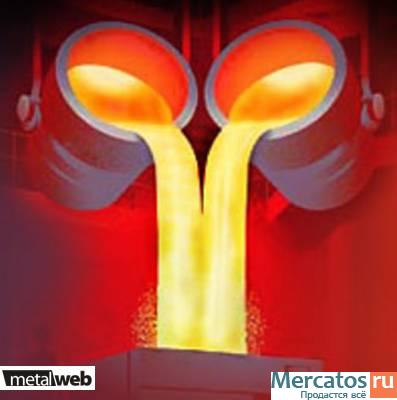 metalweb
Mercatos.ru
Продастся всё